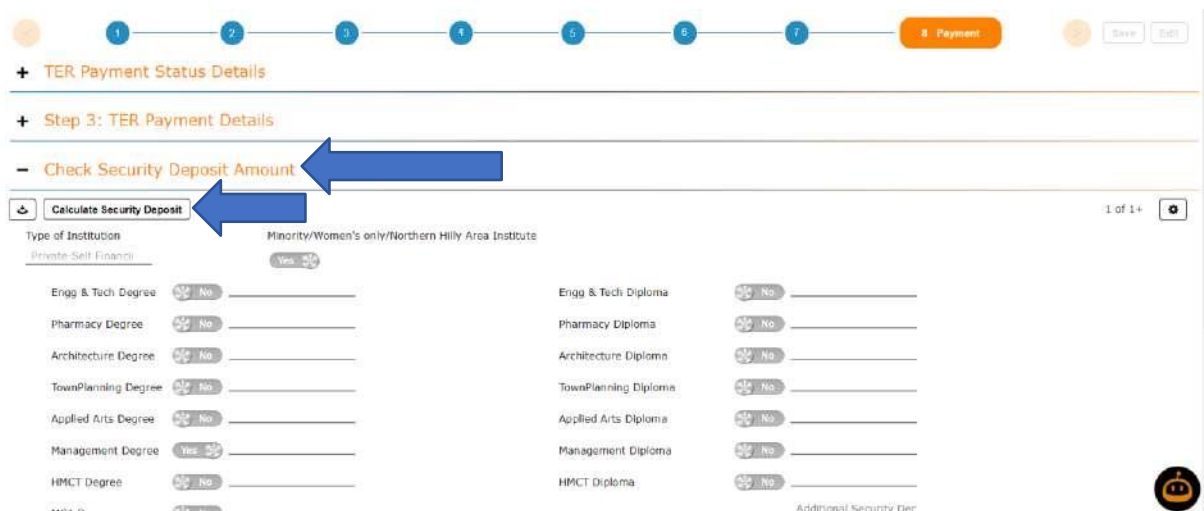 1 2 3 4 5 6 7 8 Payment Save Edit
+ TER Payment Status Details
+ Step 3: TER Payment Details
− Check Security Deposit Amount
Calculate Security Deposit 1 of 1+
Type of Institution Minority/Women's only/Northern Hilly Area Institute
Private-Self Financi Yes
Engg & Tech Degree No Engg & Tech Diploma No
Pharmacy Degree No Pharmacy Diploma No
Architecture Degree No Architecture Diploma No
TownPlanning Degree No TownPlanning Diploma No
Applied Arts Degree No Applied Arts Diploma No
Management Degree Yes Management Diploma No
HMCT Degree No HMCT Diploma No
Additional Security Dep